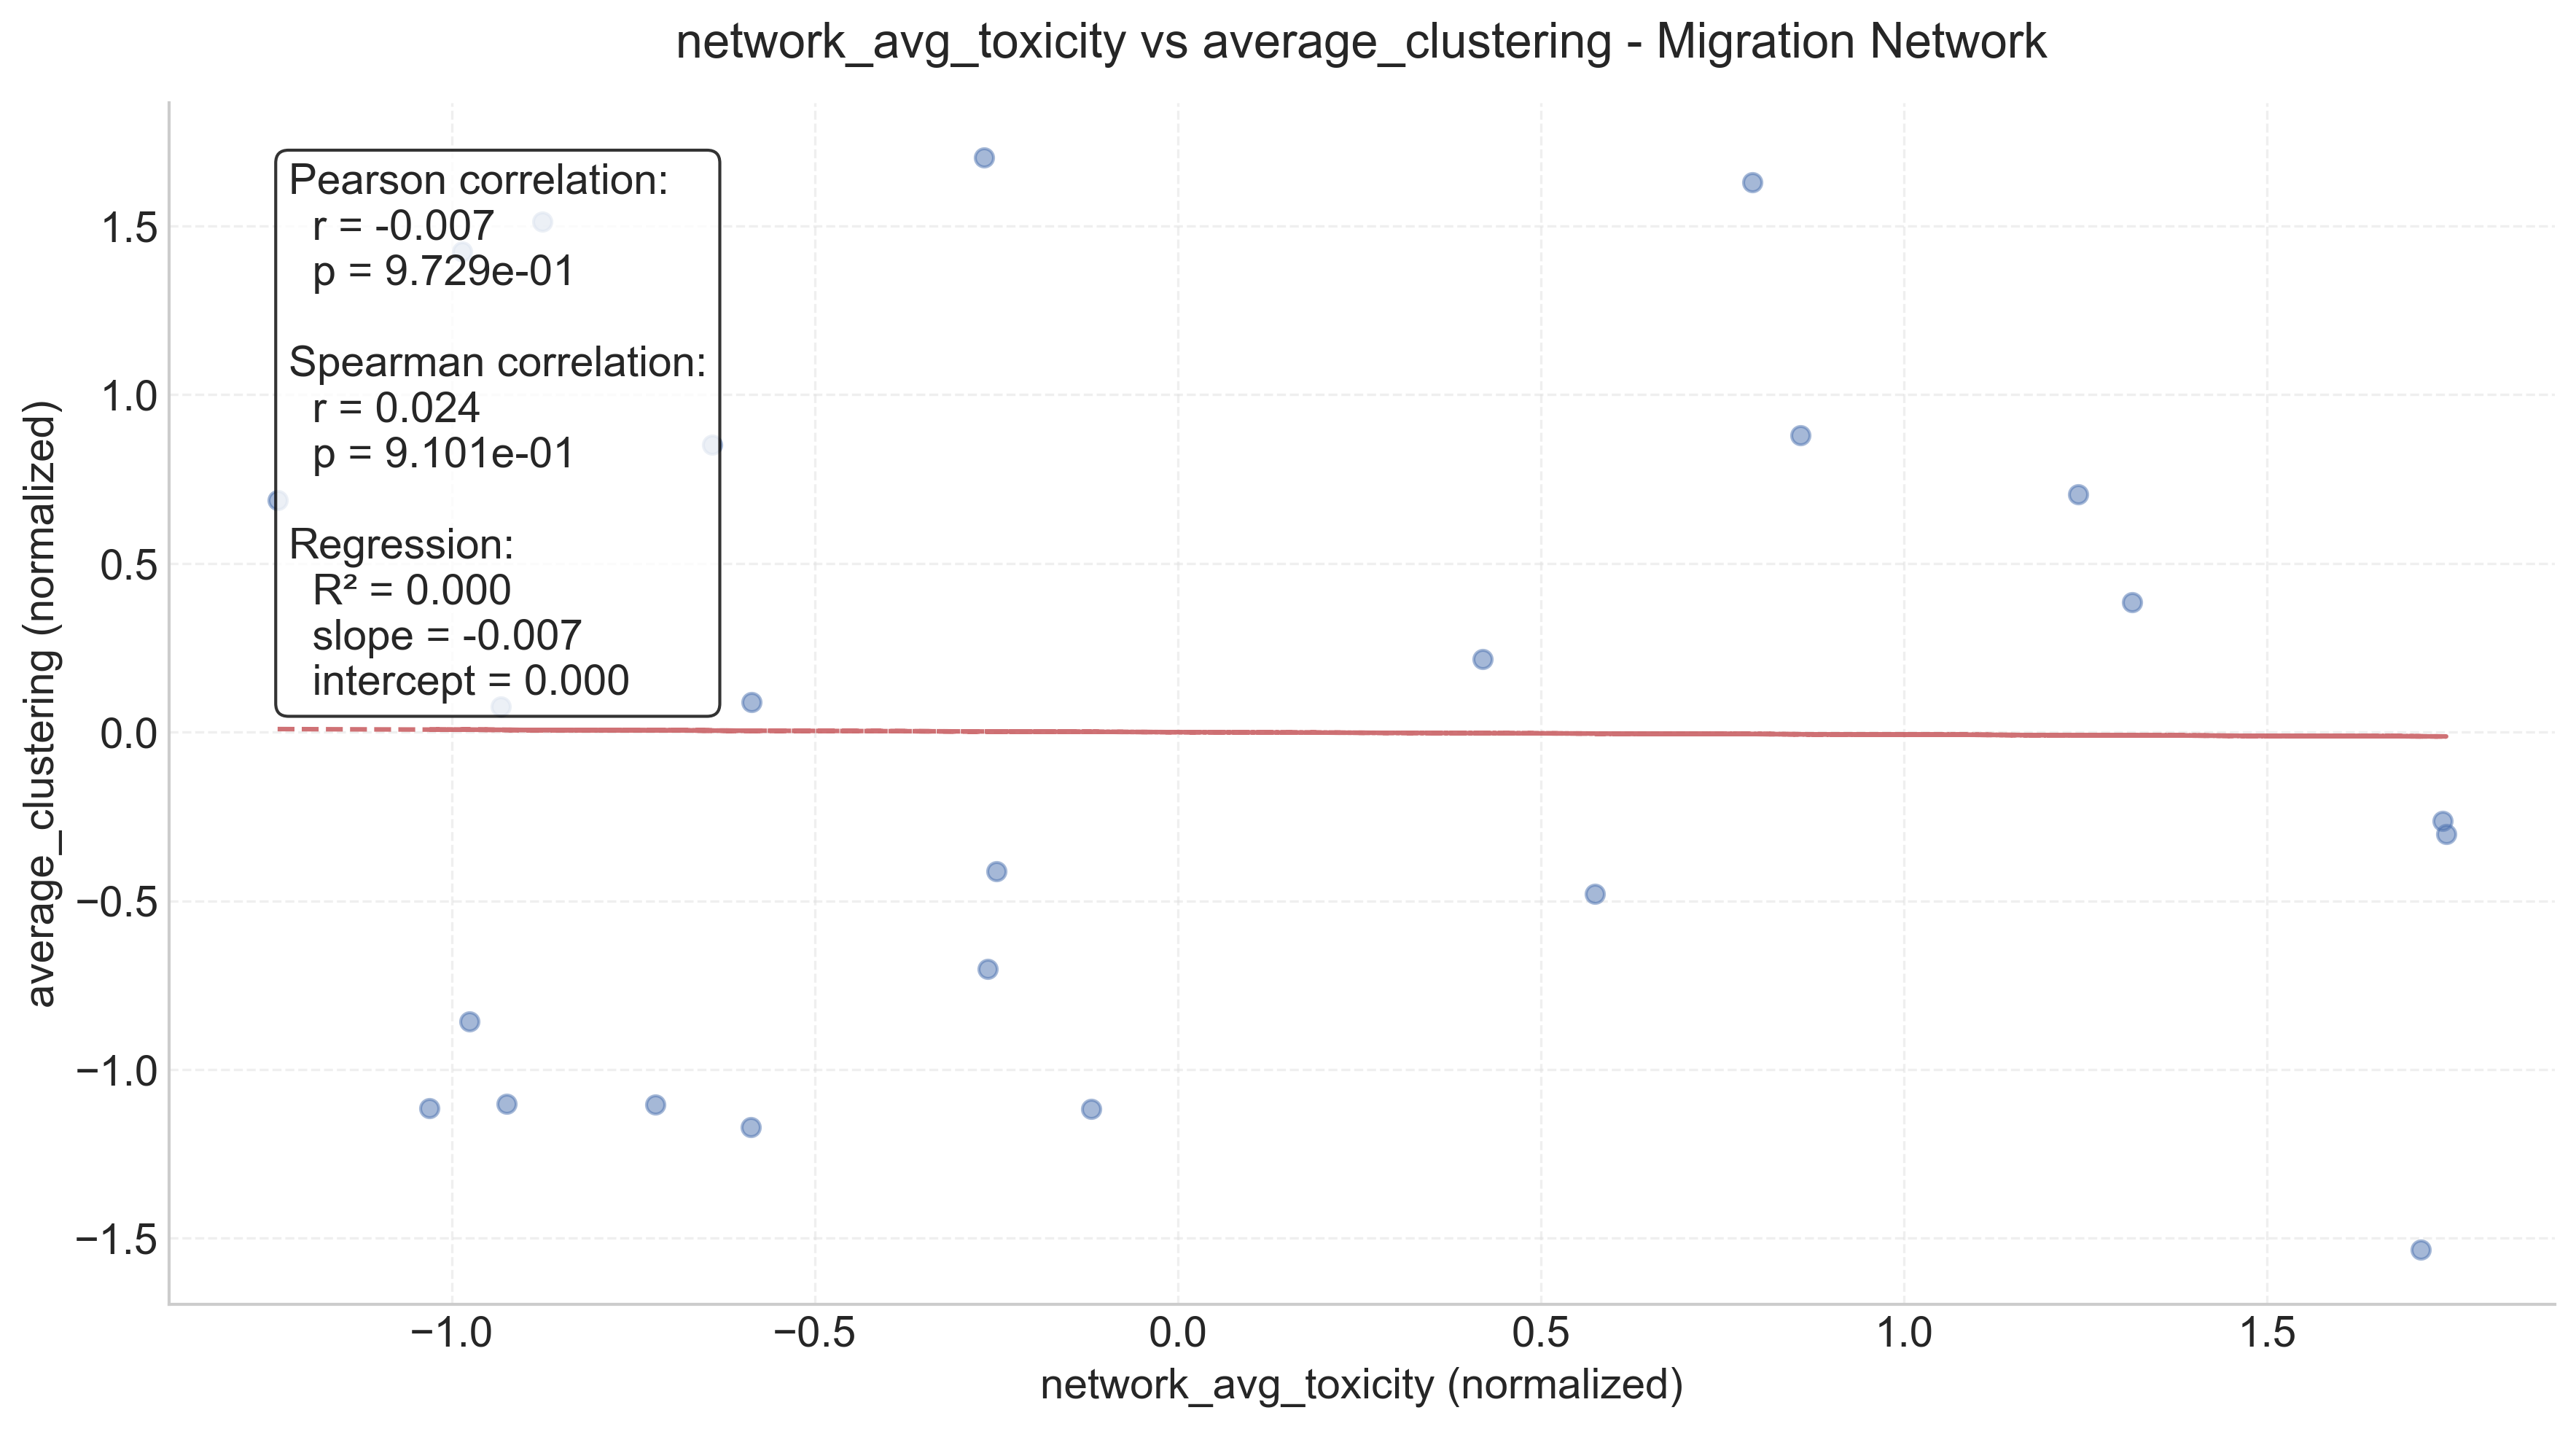 network_avg_toxicity vs average_clustering - Migration Network
Pearson correlation:
r = -0.007
p = 9.729e-01
Spearman correlation:
r = 0.024
p = 9.101e-01
Regression:
R² = 0.000
slope = -0.007
intercept = 0.000
average_clustering (normalized)
1.5
1.0
0.5
0.0
−0.5
−1.0
−1.5
−1.0 −0.5 0.0 0.5 1.0 1.5
network_avg_toxicity (normalized)